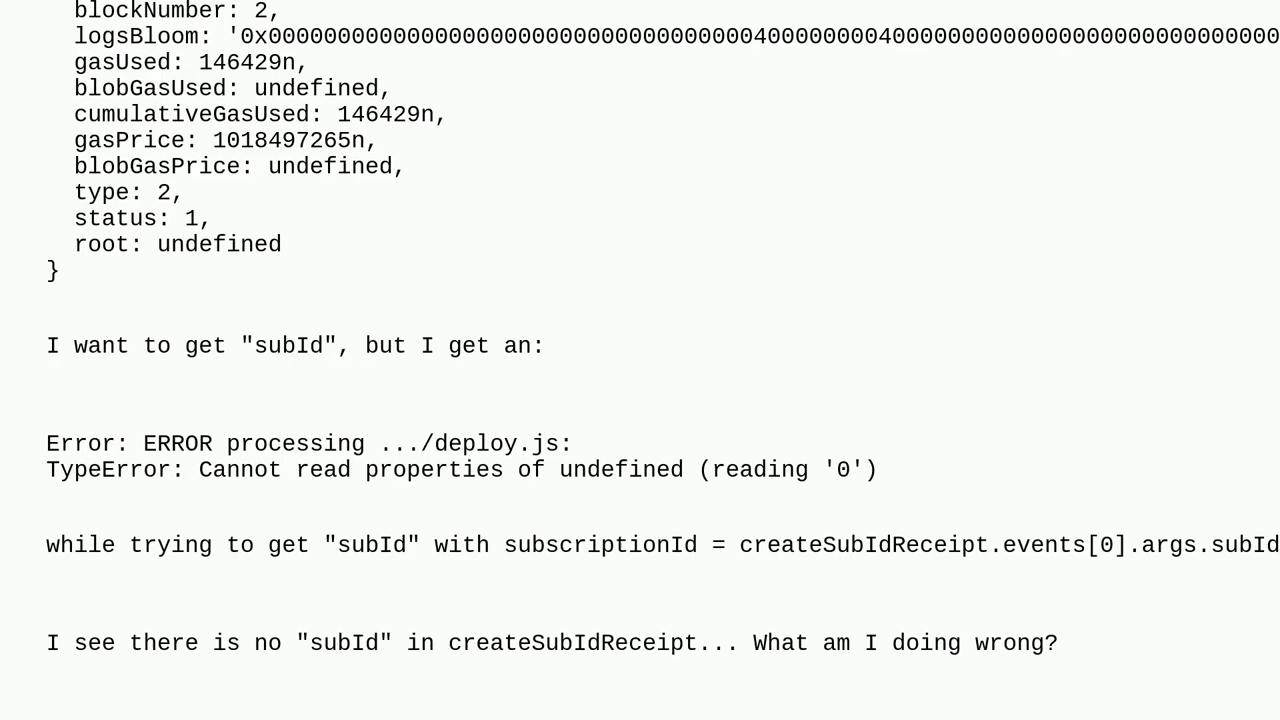 blockNumber: 2,
logsBloom: '0x0000000000000000000000000000000000040000000040000000000000000000000000000
gasUsed: 146429n,
blobGasUsed: undefined,
cumulativeGasUsed: 146429n,
gasPrice: 1018497265n,
blobGasPrice: undefined,
type: 2,
status: 1,
root: undefined
}
I want to get "subId", but I get an:
Error: ERROR processing .../deploy.js:
TypeError: Cannot read properties of undefined (reading '0')
while trying to get "subId" with subscriptionId = createSubIdReceipt.events[0].args.subId
I see there is no "subId" in createSubIdReceipt... What am I doing wrong?